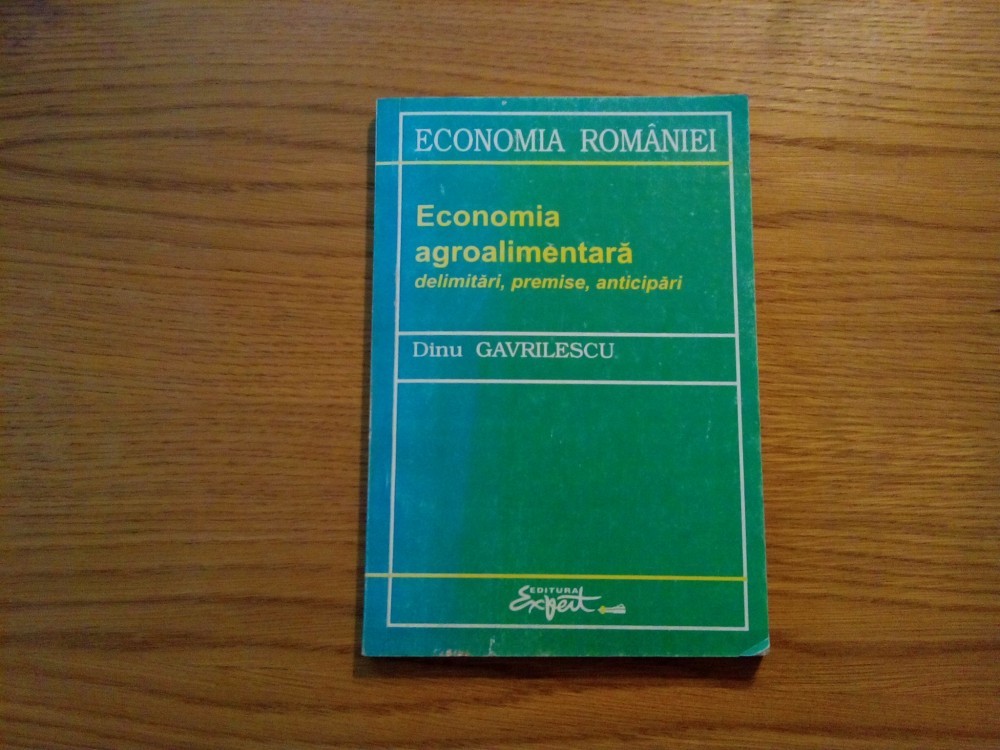 ECONOMIA ROMÂNIEI
Economia
agroalimentară
delimitări, premise, anticipări
Dinu GAVRILESCU
EDITURA
Expert